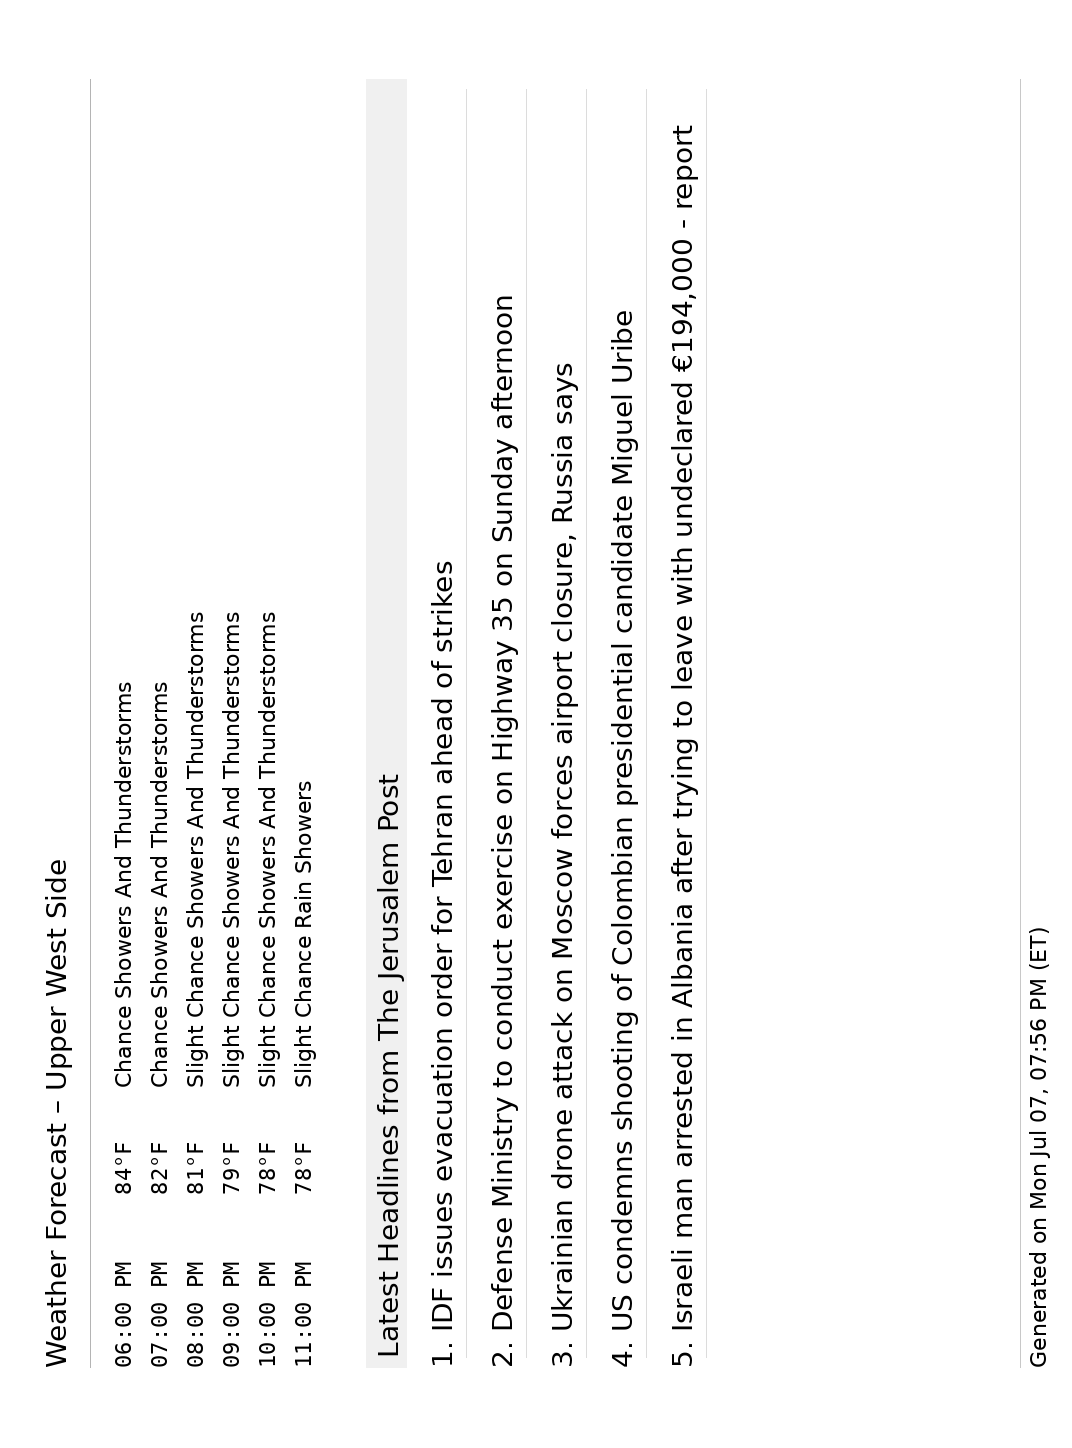 Weather Forecast – Upper West Side
06:00 PM 84°F Chance Showers And Thunderstorms
07:00 PM 82°F Chance Showers And Thunderstorms
08:00 PM 81°F Slight Chance Showers And Thunderstorms
09:00 PM 79°F Slight Chance Showers And Thunderstorms
10:00 PM 78°F Slight Chance Showers And Thunderstorms
11:00 PM 78°F Slight Chance Rain Showers
Latest Headlines from The Jerusalem Post
1. IDF issues evacuation order for Tehran ahead of strikes
2. Defense Ministry to conduct exercise on Highway 35 on Sunday afternoon
3. Ukrainian drone attack on Moscow forces airport closure, Russia says
4. US condemns shooting of Colombian presidential candidate Miguel Uribe
5. Israeli man arrested in Albania after trying to leave with undeclared €194,000 - report
Generated on Mon Jul 07, 07:56 PM (ET)